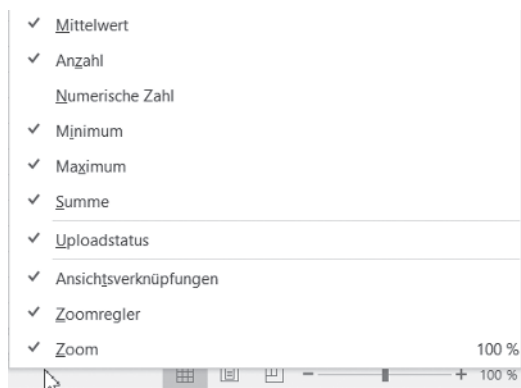 Mittelwert
Anzahl
Numerische Zahl
Minimum
Maximum
Summe
Uploadstatus
Ansichtsverknüpfungen
Zoomregler
Zoom 100 %
100 %